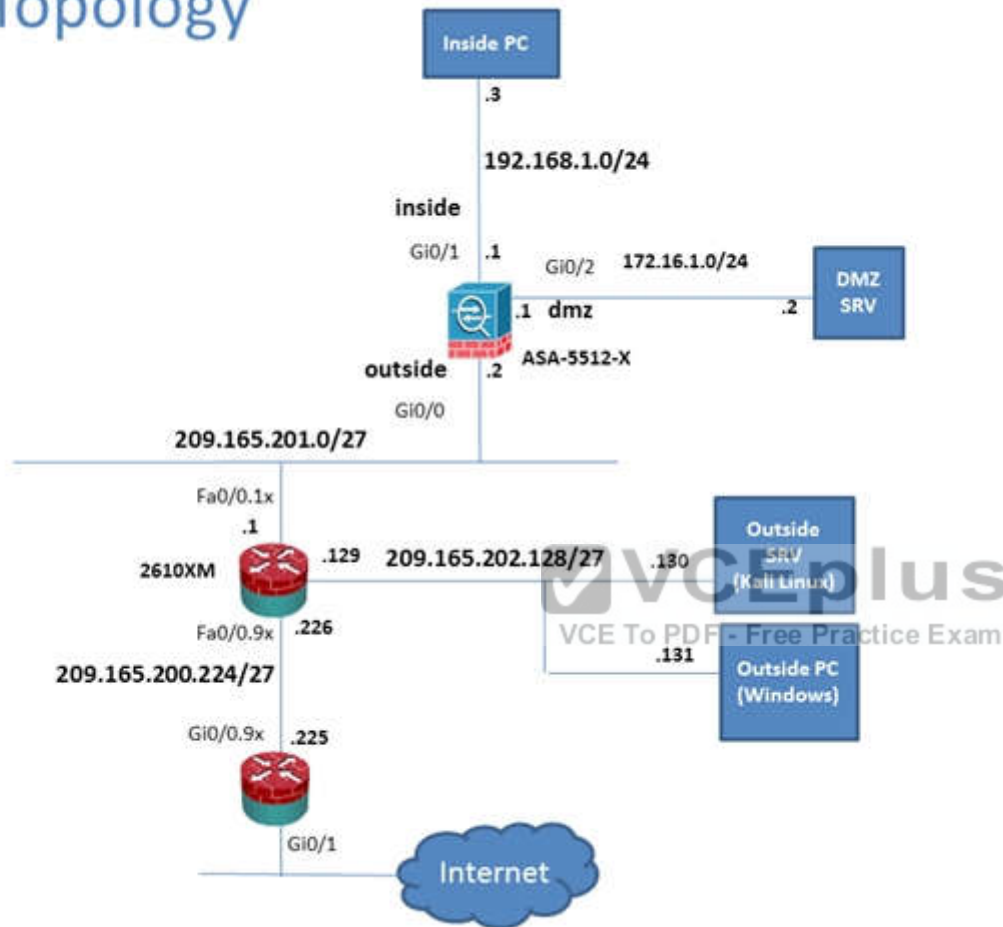 Topology
Inside PC
.3
192.168.1.0/24
inside
Gi0/1 .1
Gi0/2 172.16.1.0/24
DMZ
SRV
.1 dmz .2
ASA-5512-X
outside .2
Gi0/0
209.165.201.0/27
Fa0/0.1x
.1
2610XM
.129 209.165.202.128/27 .130
Outside
SRV
(Kali Linux)
VCEplus
VCE To PDF - Free Practice Exam
Fa0/0.9x .226
209.165.200.224/27
.131
Outside PC
(Windows)
Gi0/0.9x .225
Gi0/1
Internet